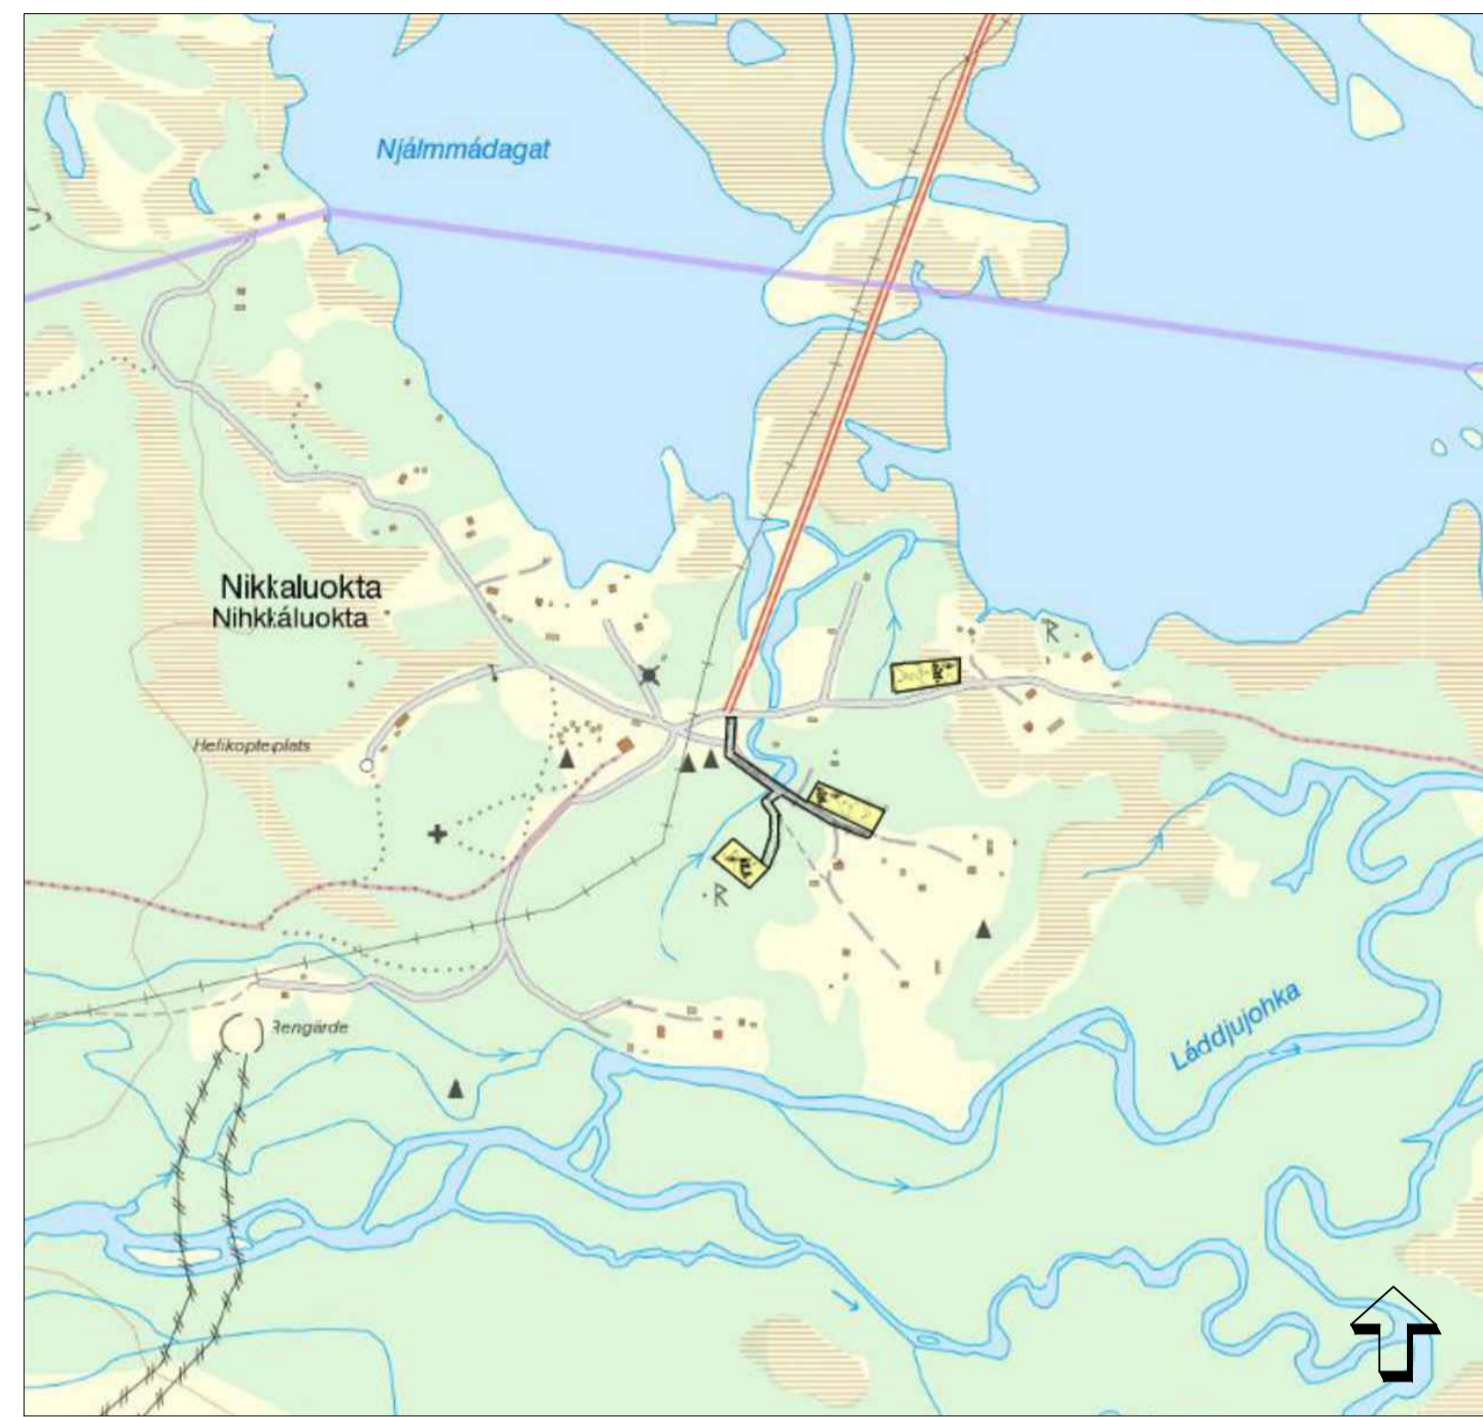 Njálmmádagat
Nikkaluokta
Nihkkáluokta
R
Helikopterplats
R
Rengärde
Láddjujohka